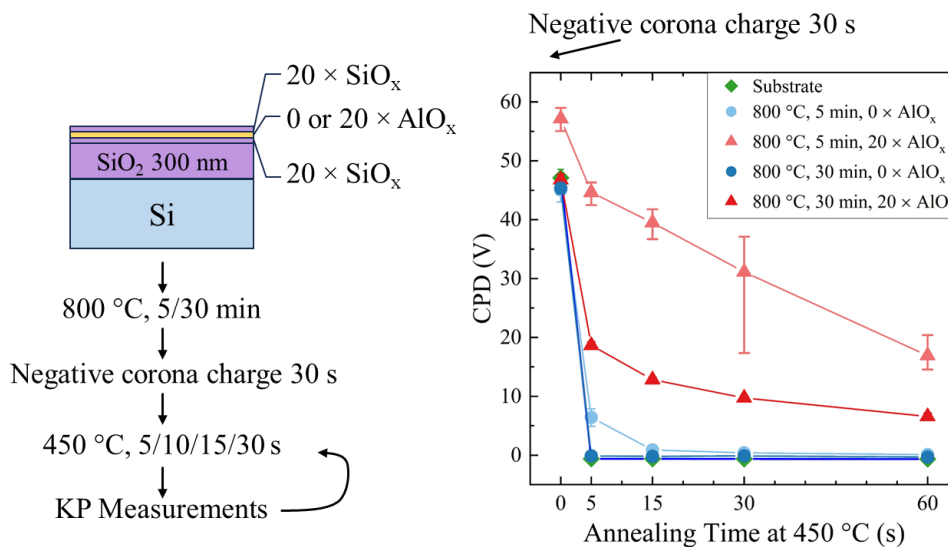 20 × SiOₓ
0 or 20 × AlOₓ
20 × SiOₓ
SiO₂ 300 nm
Si
800 °C, 5/30 min
Negative corona charge 30 s
450 °C, 5/10/15/30 s
KP Measurements
Negative corona charge 30 s
Substrate
800 °C, 5 min, 0 × AlOₓ
800 °C, 5 min, 20 × AlOₓ
800 °C, 30 min, 0 × AlOₓ
800 °C, 30 min, 20 × AlO
CPD (V)
60
50
40
30
20
10
0
0 5 15 30 60
Annealing Time at 450 °C (s)